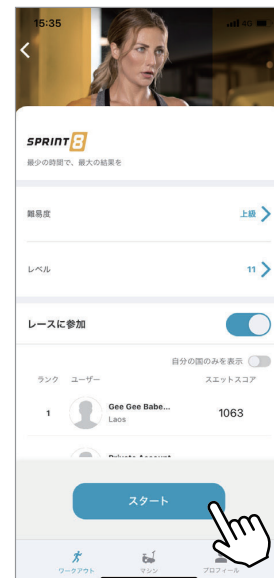 15:35
4G
SPRINT 8
最少の時間で、最大の結果を
難易度 上級
レベル 11
レースに参加
自分の国のみを表示
ランク ユーザー スエットスコア
1 Gee Gee Babe... 1063
Laos
Private Account
スタート
ワークアウト マシン プロフィール